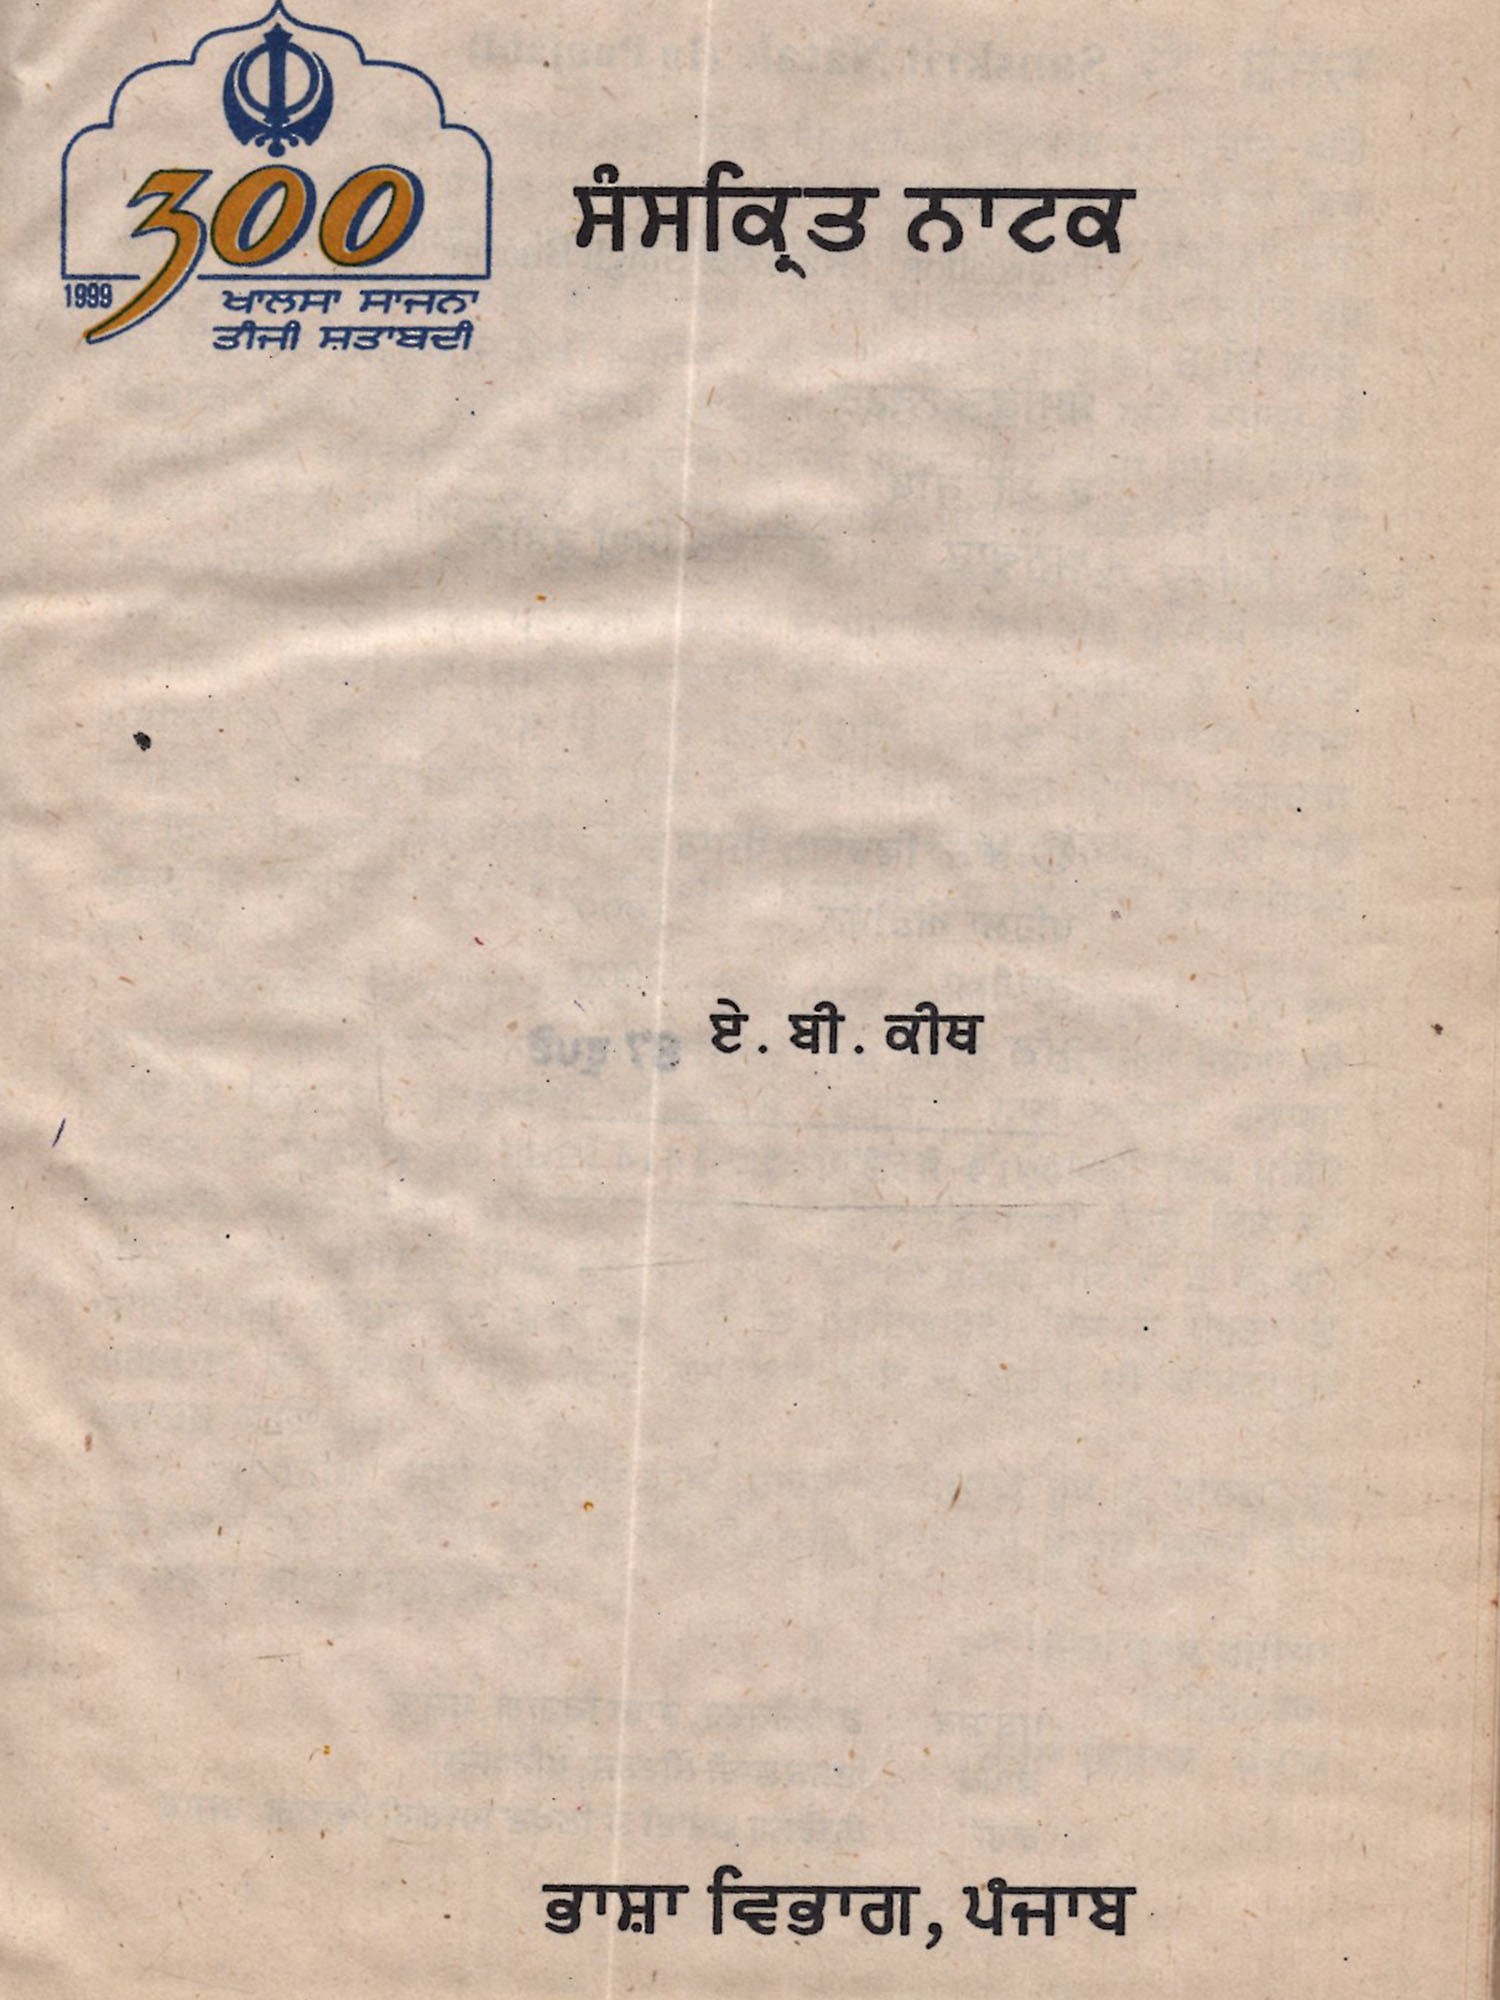 300
1999
ਖਾਲਸਾ ਸਾਜਨਾ
ਤੀਜੀ ਸ਼ਤਾਬਦੀ
ਸੰਸਕ੍ਰਿਤ ਨਾਟਕ
ਏ. ਬੀ. ਕੀਥ
ਭਾਸ਼ਾ ਵਿਭਾਗ, ਪੰਜਾਬ